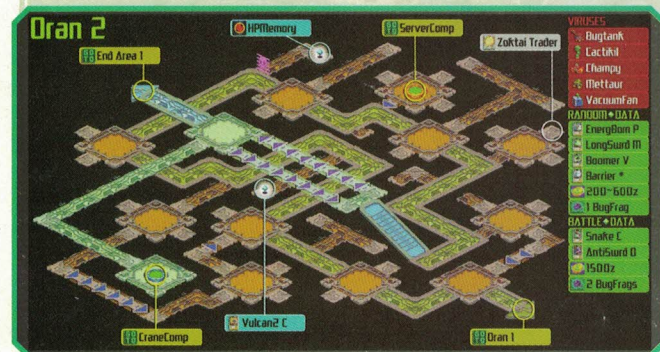 Oran 2
HPMemory
ServerComp
End Area 1
Zoktai Trader
VIRUSES
Bugtank
Cactikil
Champy
Mettaur
VacuumFan
RANDOM◆DATA
EnergBom P
LongSwrd M
Boomer V
Barrier *
200~600z
1 BugFrag
BATTLE◆DATA
Snake C
AntiSwrd O
1500z
2 BugFrags
CraneComp
Vulcan2 C
Oran 1